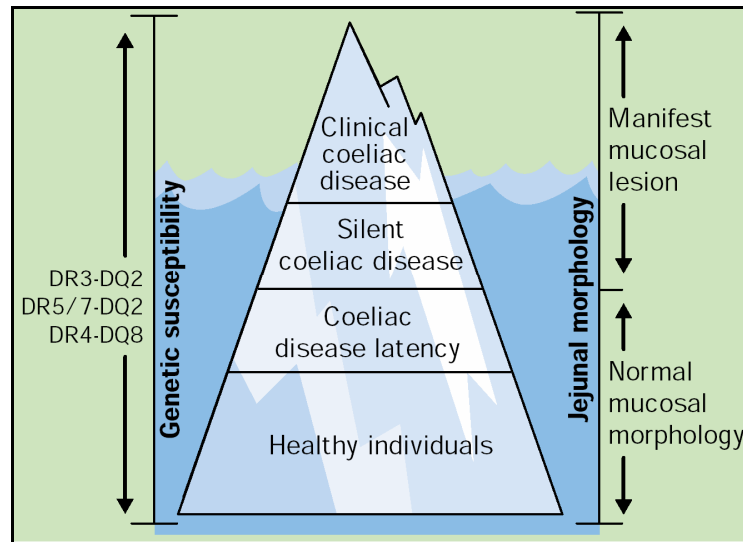 Clinical
coeliac
disease
Silent
coeliac disease
Coeliac
disease latency
Healthy individuals
Genetic susceptibility
DR3-DQ2
DR5/7-DQ2
DR4-DQ8
Jejunal morphology
Manifest
mucosal
lesion
Normal
mucosal
morphology